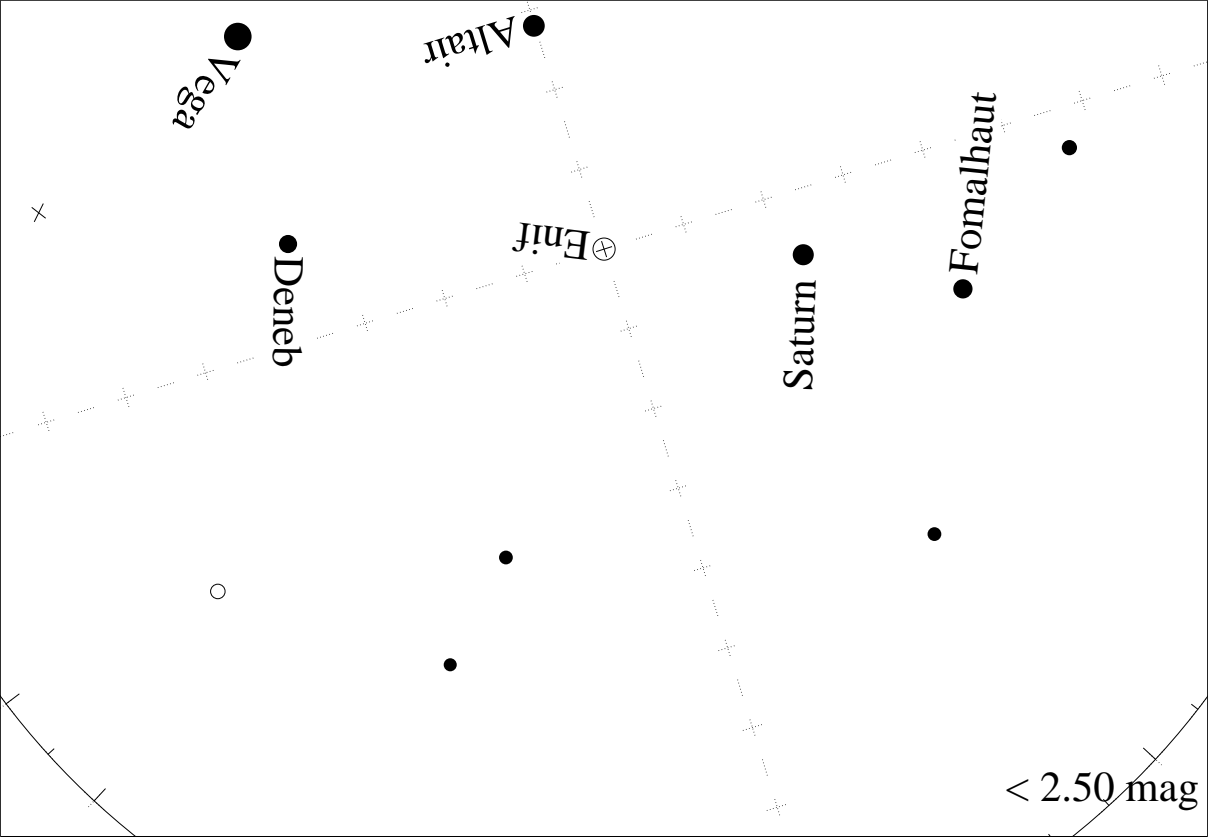 Altair
Vega
Fomalhaut
Enif
Deneb
Saturn
< 2.50 mag